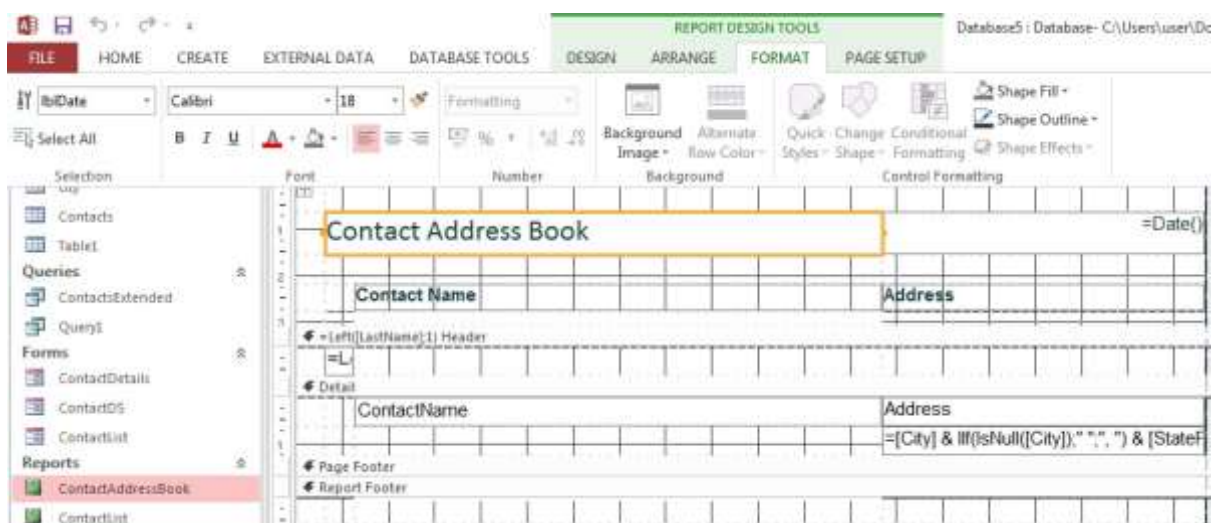 REPORT DESIGN TOOLS
Database5 : Database- C:\Users\user\Do
FILE HOME CREATE EXTERNAL DATA DATABASE TOOLS DESIGN ARRANGE FORMAT PAGE SETUP
lblDate Calibri 18 Formatting
Select All B I U A %
Background Image Alternate Row Color Quick Styles Change Shape Conditional Formatting
Shape Fill
Shape Outline
Shape Effects
Selection Font Number Background Control Formatting
City
Contacts
Table1
Queries
ContactsExtended
Query1
Forms
ContactDetails
ContactDS
ContactList
Reports
ContactAddressBook
ContactList
Contact Address Book =Date()
Contact Name Address
=Left([LastName];1) Header
=L
Detail
ContactName Address
=[City] & IIf(IsNull([City]);" ";", ") & [StateF
Page Footer
Report Footer